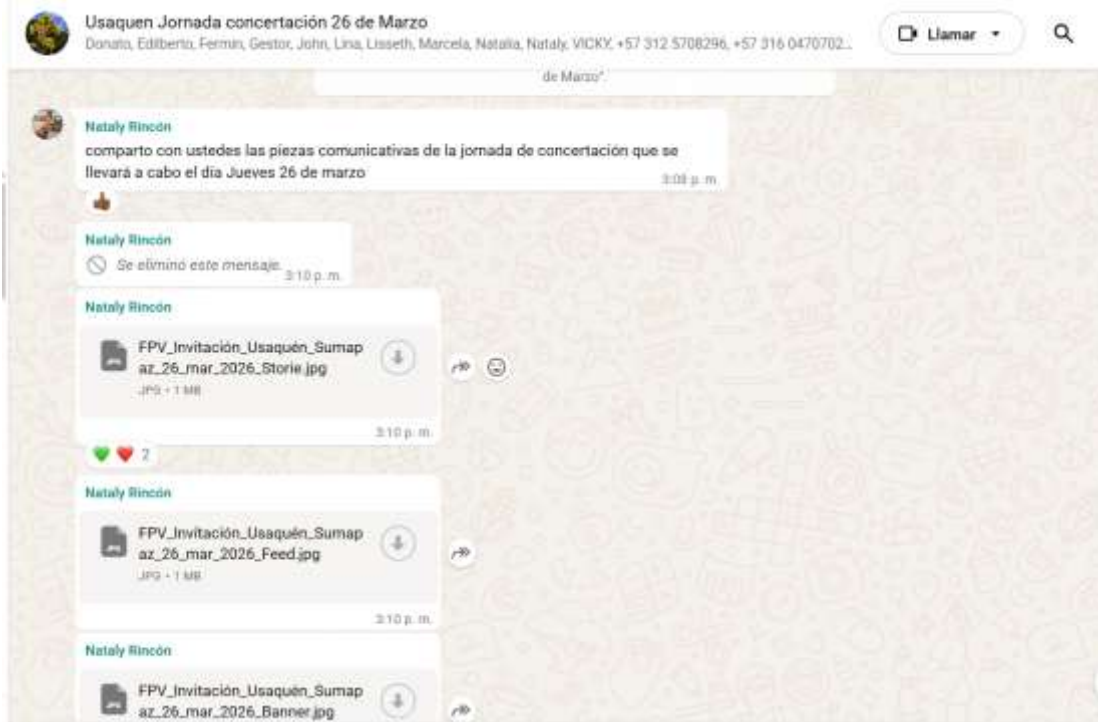 Usaquen Jornada concertación 26 de Marzo
Donato, Edilberto, Fermin, Gestor, John, Lina, Lisseth, Marcela, Natalia, Nataly, VICKY, +57 312 5708296, +57 316 0470702...
Llamar
de Marzo".
Nataly Rincón
comparto con ustedes las piezas comunicativas de la jornada de concertación que se
llevará a cabo el día Jueves 26 de marzo
3:08 p. m.
Nataly Rincón
Se eliminó este mensaje.
3:10 p. m.
Nataly Rincón
FPV_Invitación_Usaquén_Sumap
az_26_mar_2026_Storie.jpg
JPG • 1 MB
3:10 p. m.
2
Nataly Rincón
FPV_Invitación_Usaquén_Sumap
az_26_mar_2026_Feed.jpg
JPG • 1 MB
3:10 p. m.
Nataly Rincón
FPV_Invitación_Usaquén_Sumap
az_26_mar_2026_Banner.jpg